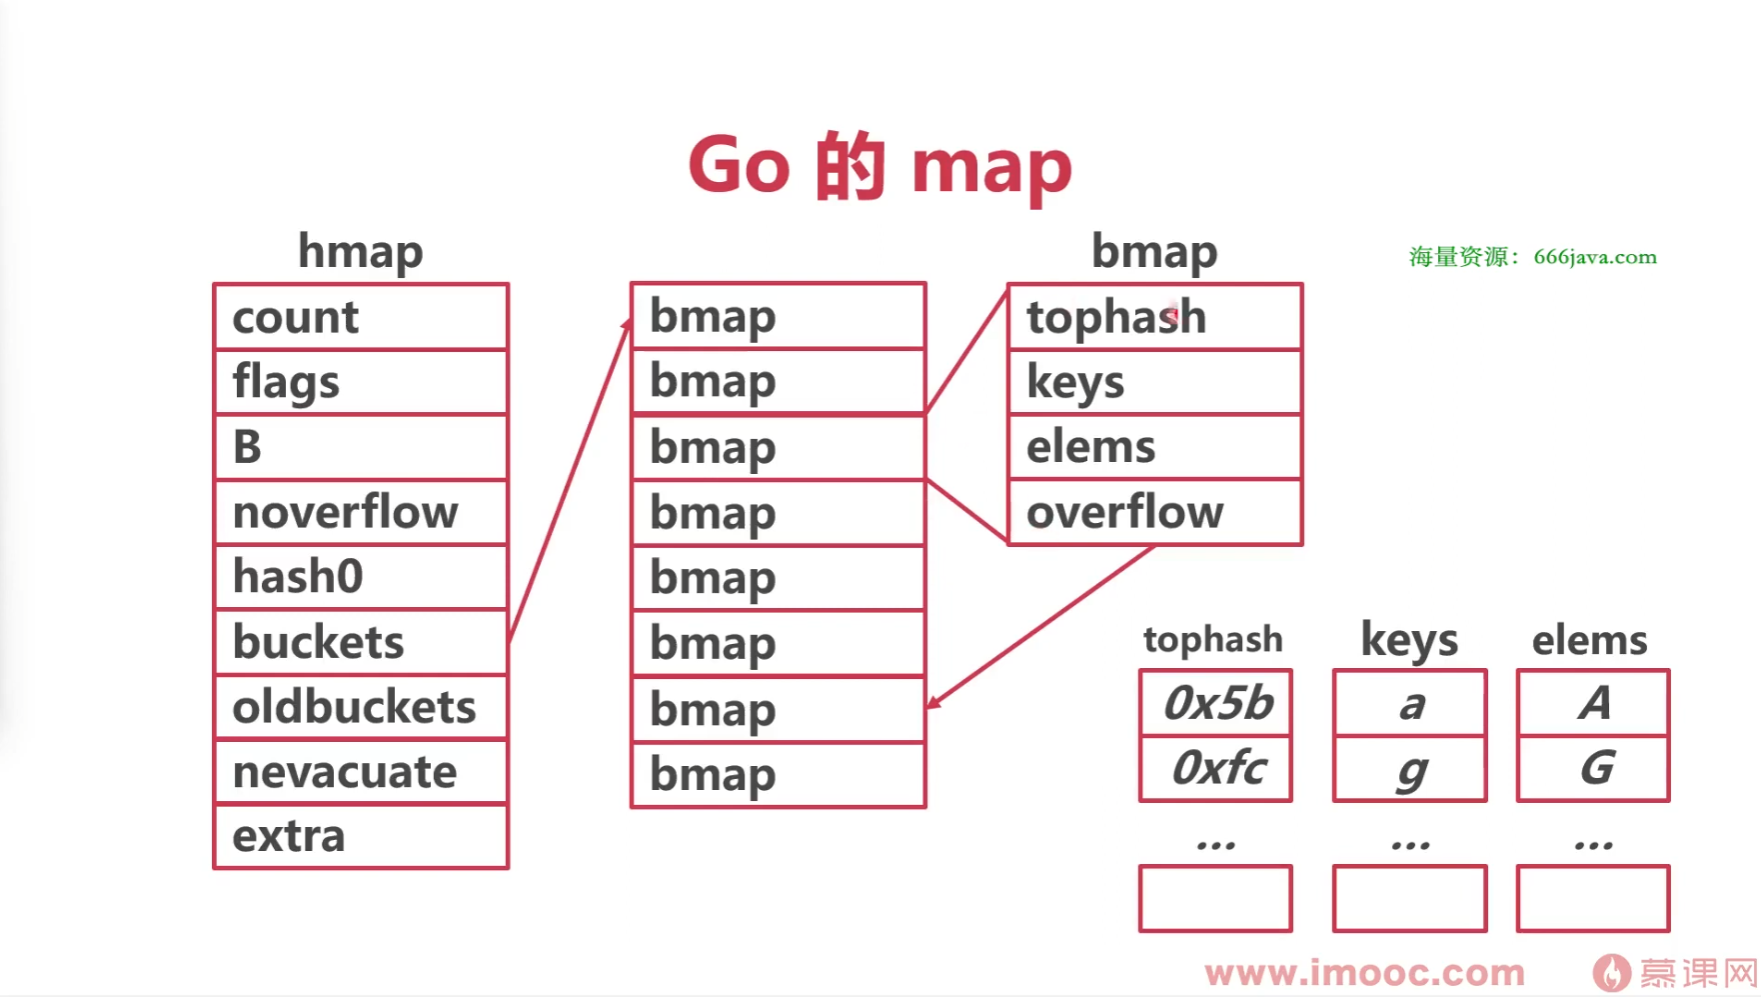 Go 的 map
海量资源：666java.com
hmap
count
flags
B
noverflow
hash0
buckets
oldbuckets
nevacuate
extra
bmap
bmap
bmap
bmap
bmap
bmap
bmap
bmap
bmap
tophash
keys
elems
overflow
tophash keys elems
0x5b a A
0xfc g G
... ... ...
www.imooc.com 慕课网